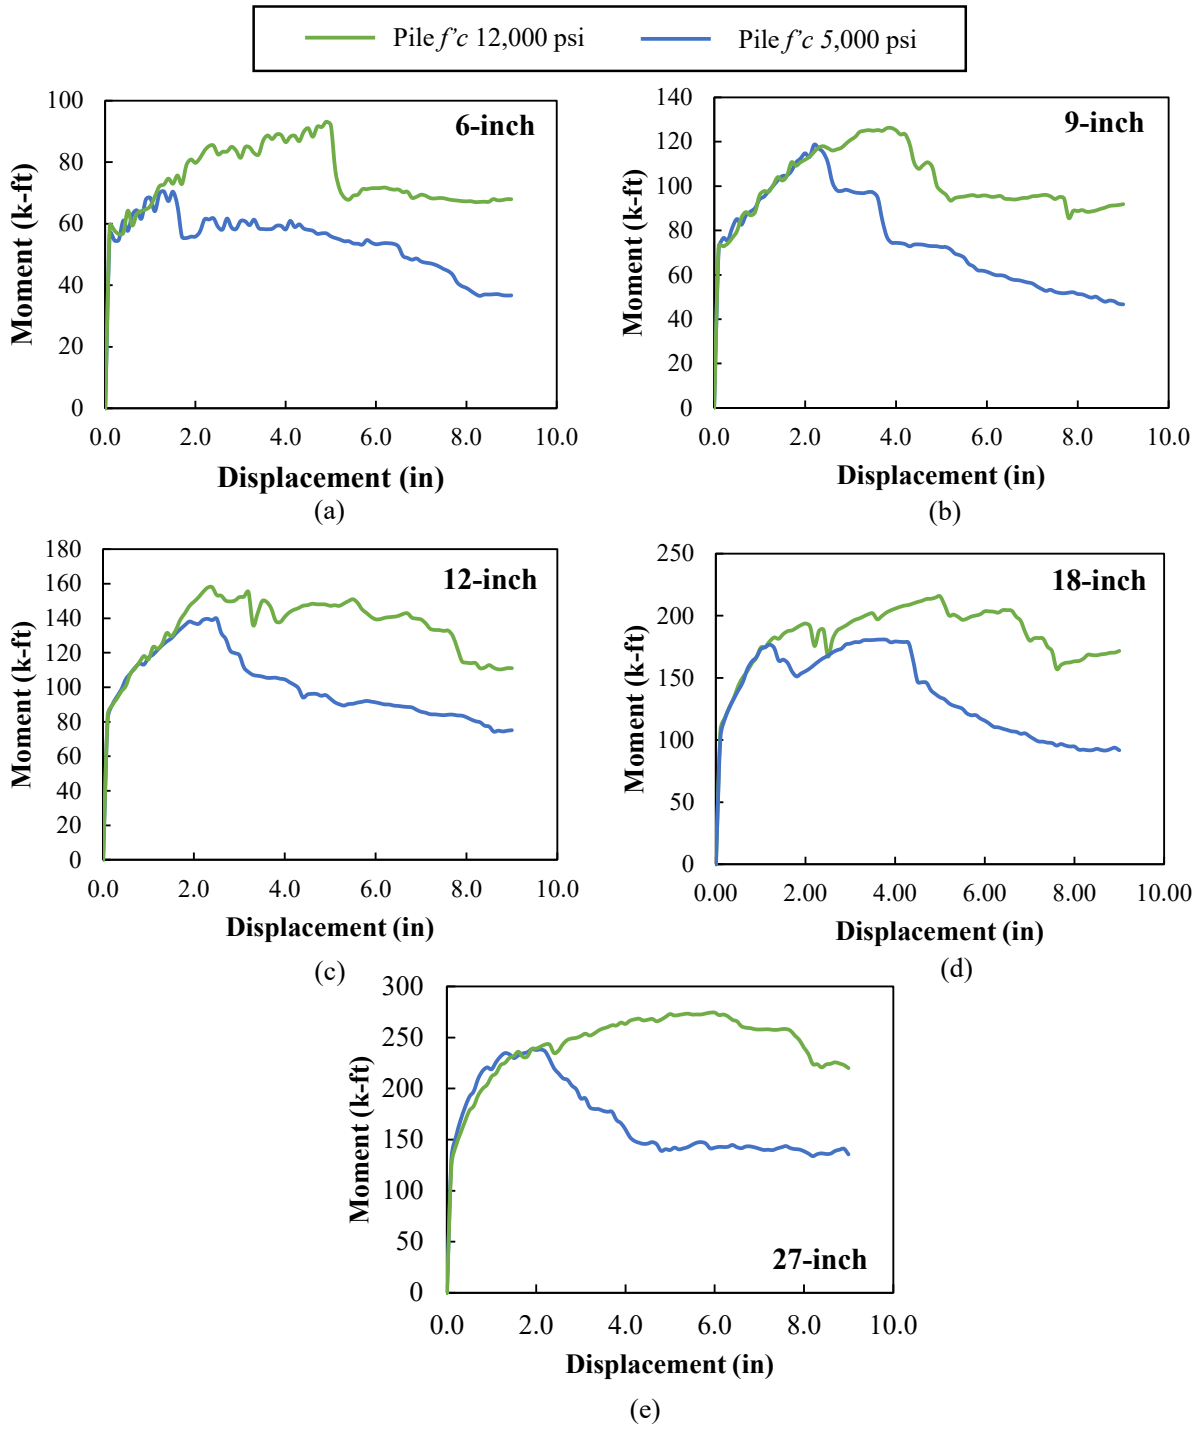 Pile f’c 12,000 psi Pile f’c 5,000 psi
6-inch
100
80
60
40
20
0
0.0 2.0 4.0 6.0 8.0 10.0
Moment (k-ft)
Displacement (in)
(a)
9-inch
140
120
100
80
60
40
20
0
0.0 2.0 4.0 6.0 8.0 10.0
Moment (k-ft)
Displacement (in)
(b)
12-inch
180
160
140
120
100
80
60
40
20
0
0.0 2.0 4.0 6.0 8.0 10.0
Moment (k-ft)
Displacement (in)
(c)
18-inch
250
200
150
100
50
0
0.00 2.00 4.00 6.00 8.00 10.00
Moment (k-ft)
Displacement (in)
(d)
300
250
200
150
100
50
0
27-inch
0.0 2.0 4.0 6.0 8.0 10.0
Moment (k-ft)
Displacement (in)
(e)